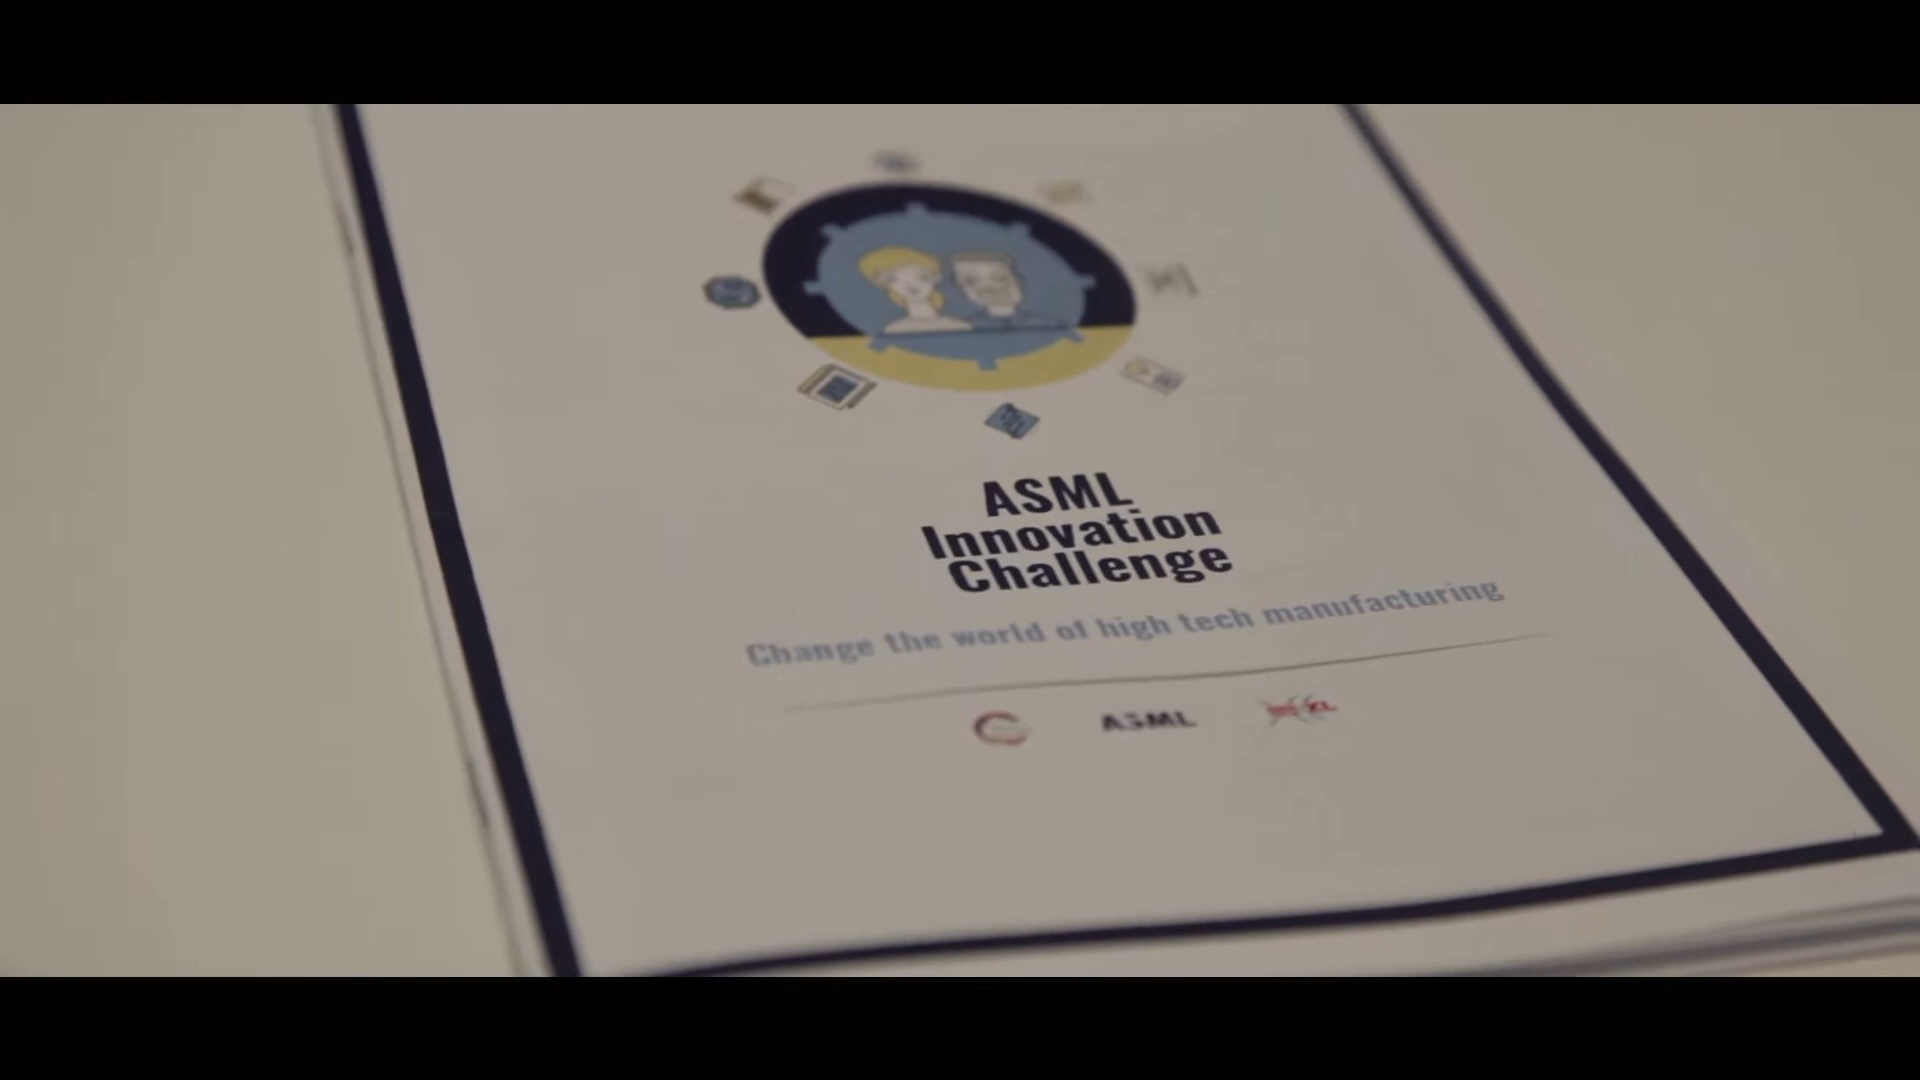 ASML
Innovation
Challenge
Change the world of high tech manufacturing
ASML